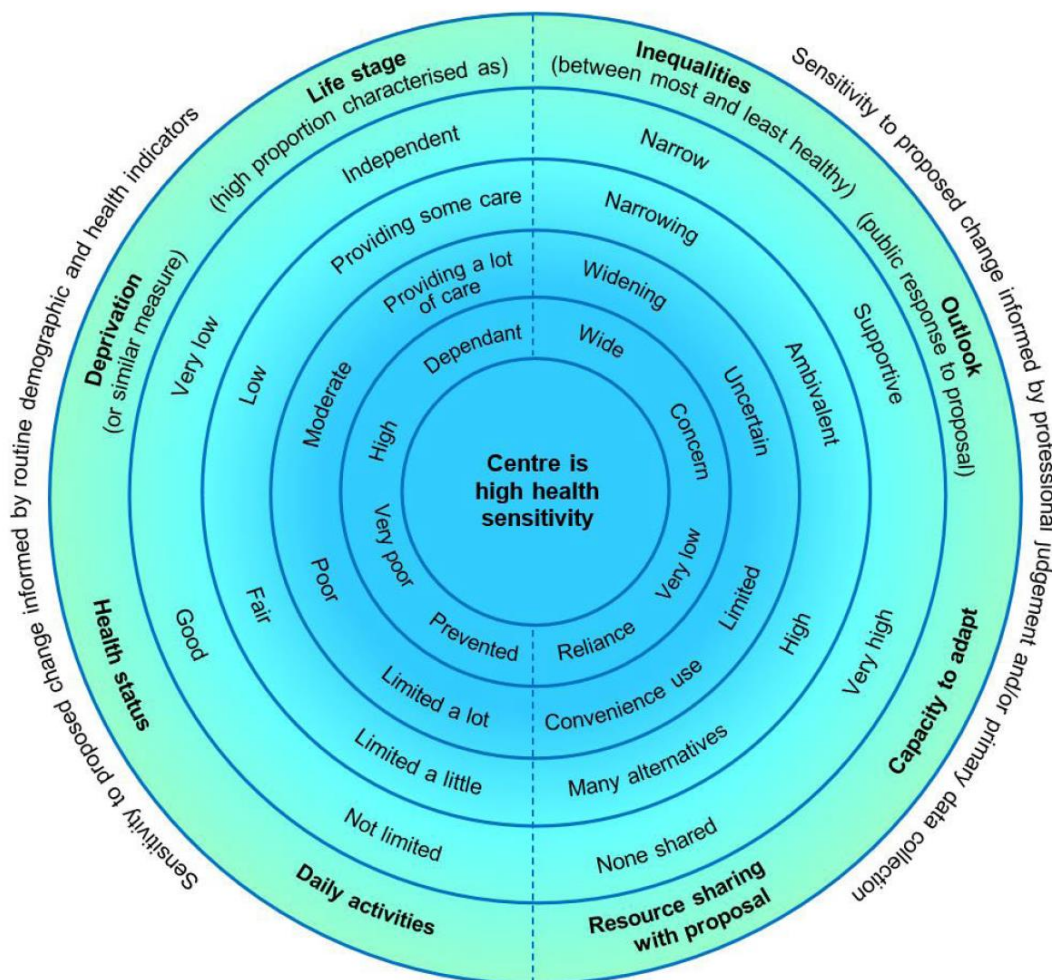 Sensitivity to proposed change informed by routine demographic and health indicators
Sensitivity to proposed change informed by professional judgement and/or primary data collection
Life stage
(high proportion characterised as)
Independent
Providing some care
Providing a lot
of care
Dependant
Inequalities
(between most and least healthy)
Narrow
Narrowing
Widening
Wide
Outlook
(public response to proposal)
Supportive
Ambivalent
Uncertain
Concern
Capacity to adapt
Very high
High
Limited
Very low
Resource sharing
with proposal
None shared
Many alternatives
Convenience use
Reliance
Daily activities
Not limited
Limited a little
Limited a lot
Prevented
Health status
Good
Fair
Poor
Very poor
Deprivation
(or similar measure)
Very low
Low
Moderate
High
Centre is
high health
sensitivity